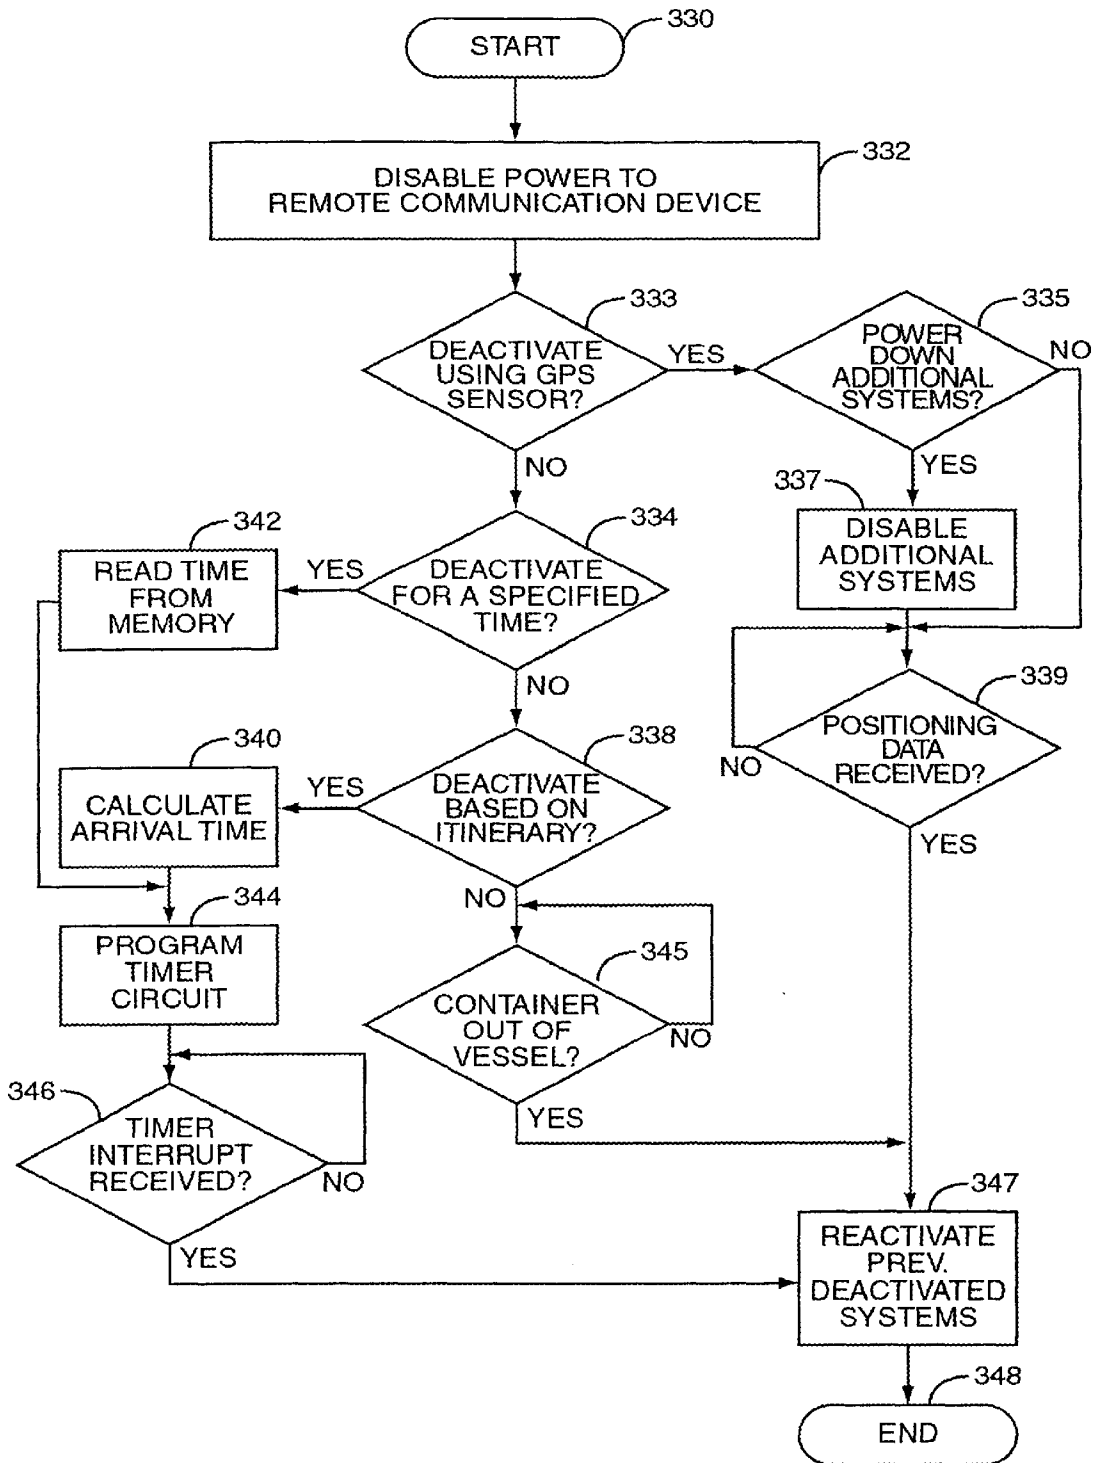 START
330
DISABLE POWER TO
REMOTE COMMUNICATION DEVICE
332
DEACTIVATE
USING GPS
SENSOR?
333
YES
NO
POWER
DOWN
ADDITIONAL
SYSTEMS?
335
NO
YES
337
DISABLE
ADDITIONAL
SYSTEMS
DEACTIVATE
FOR A SPECIFIED
TIME?
334
YES
NO
342
READ TIME
FROM
MEMORY
POSITIONING
DATA
RECEIVED?
339
NO
YES
DEACTIVATE
BASED ON
ITINERARY?
338
YES
NO
340
CALCULATE
ARRIVAL TIME
344
PROGRAM
TIMER
CIRCUIT
CONTAINER
OUT OF
VESSEL?
345
NO
YES
346
TIMER
INTERRUPT
RECEIVED?
NO
YES
347
REACTIVATE
PREV.
DEACTIVATED
SYSTEMS
348
END